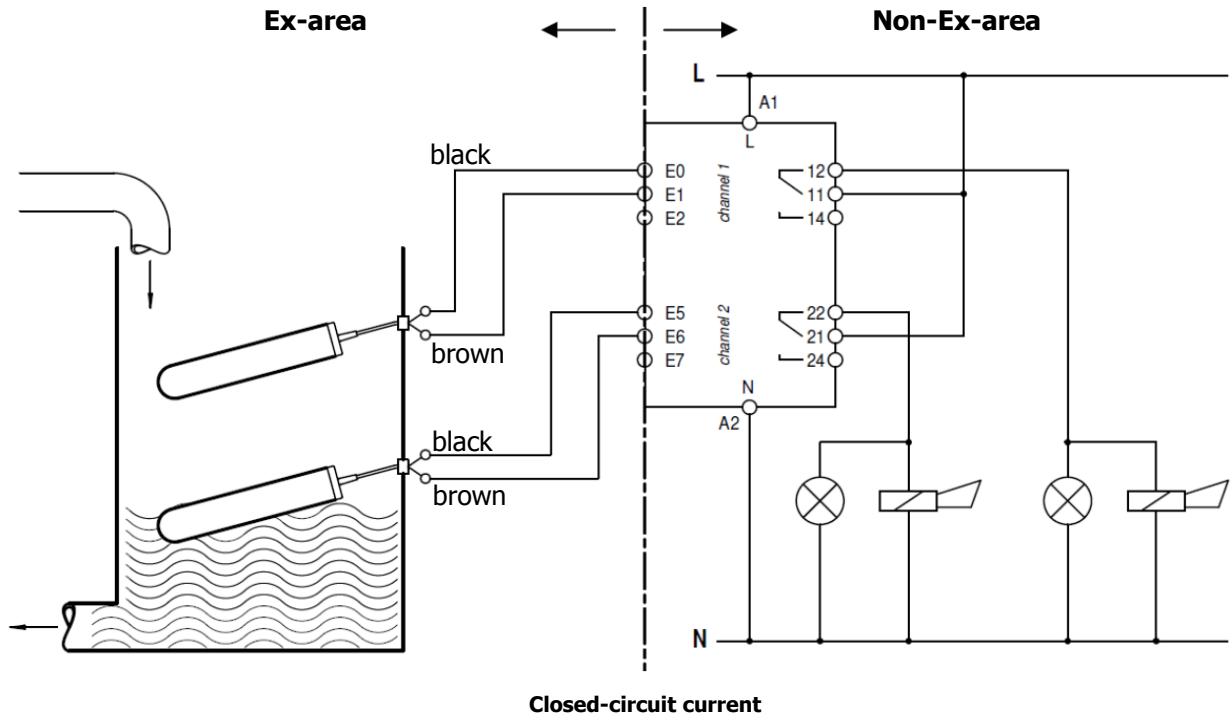 Ex-area
Non-Ex-area
L
A1
L
black
E0
channel 1
12
E1
11
E2
14
brown
E5
channel 2
22
E6
21
E7
24
N
A2
black
brown
N
Closed-circuit current